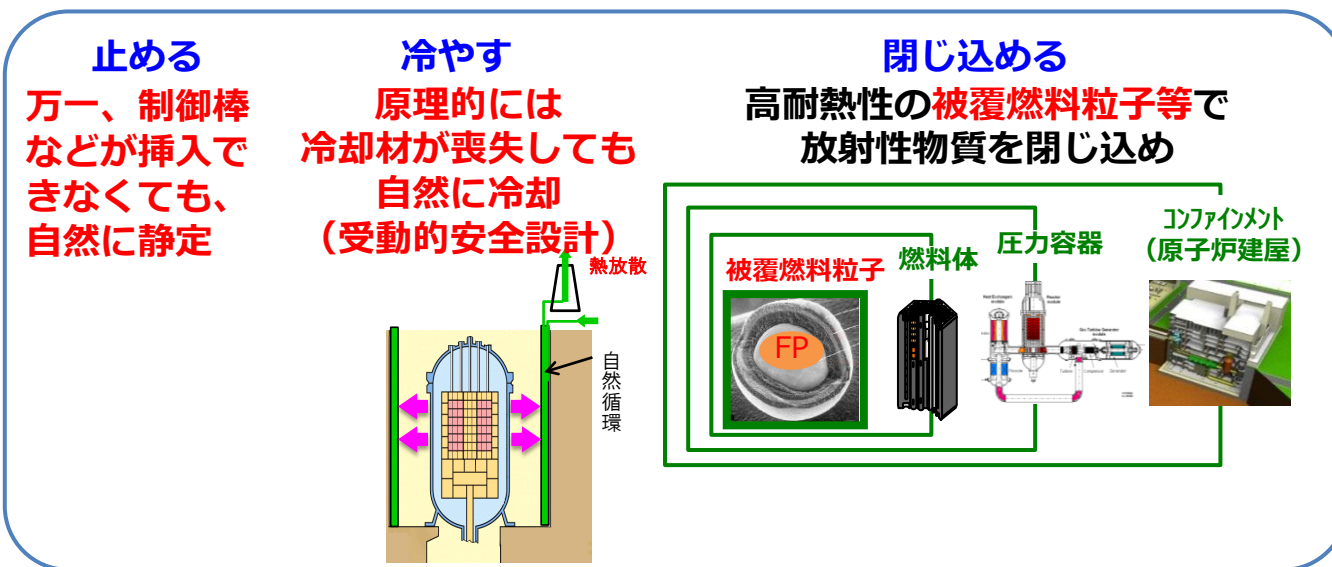 止める
万一、制御棒
などが挿入で
きなくても、
自然に静定
冷やす
原理的には
冷却材が喪失しても
自然に冷却
（受動的安全設計）
熱放散
自然循環
閉じ込める
高耐熱性の被覆燃料粒子等で
放射性物質を閉じ込め
被覆燃料粒子
FP
燃料体
圧力容器
コンファインメント
（原子炉建屋）